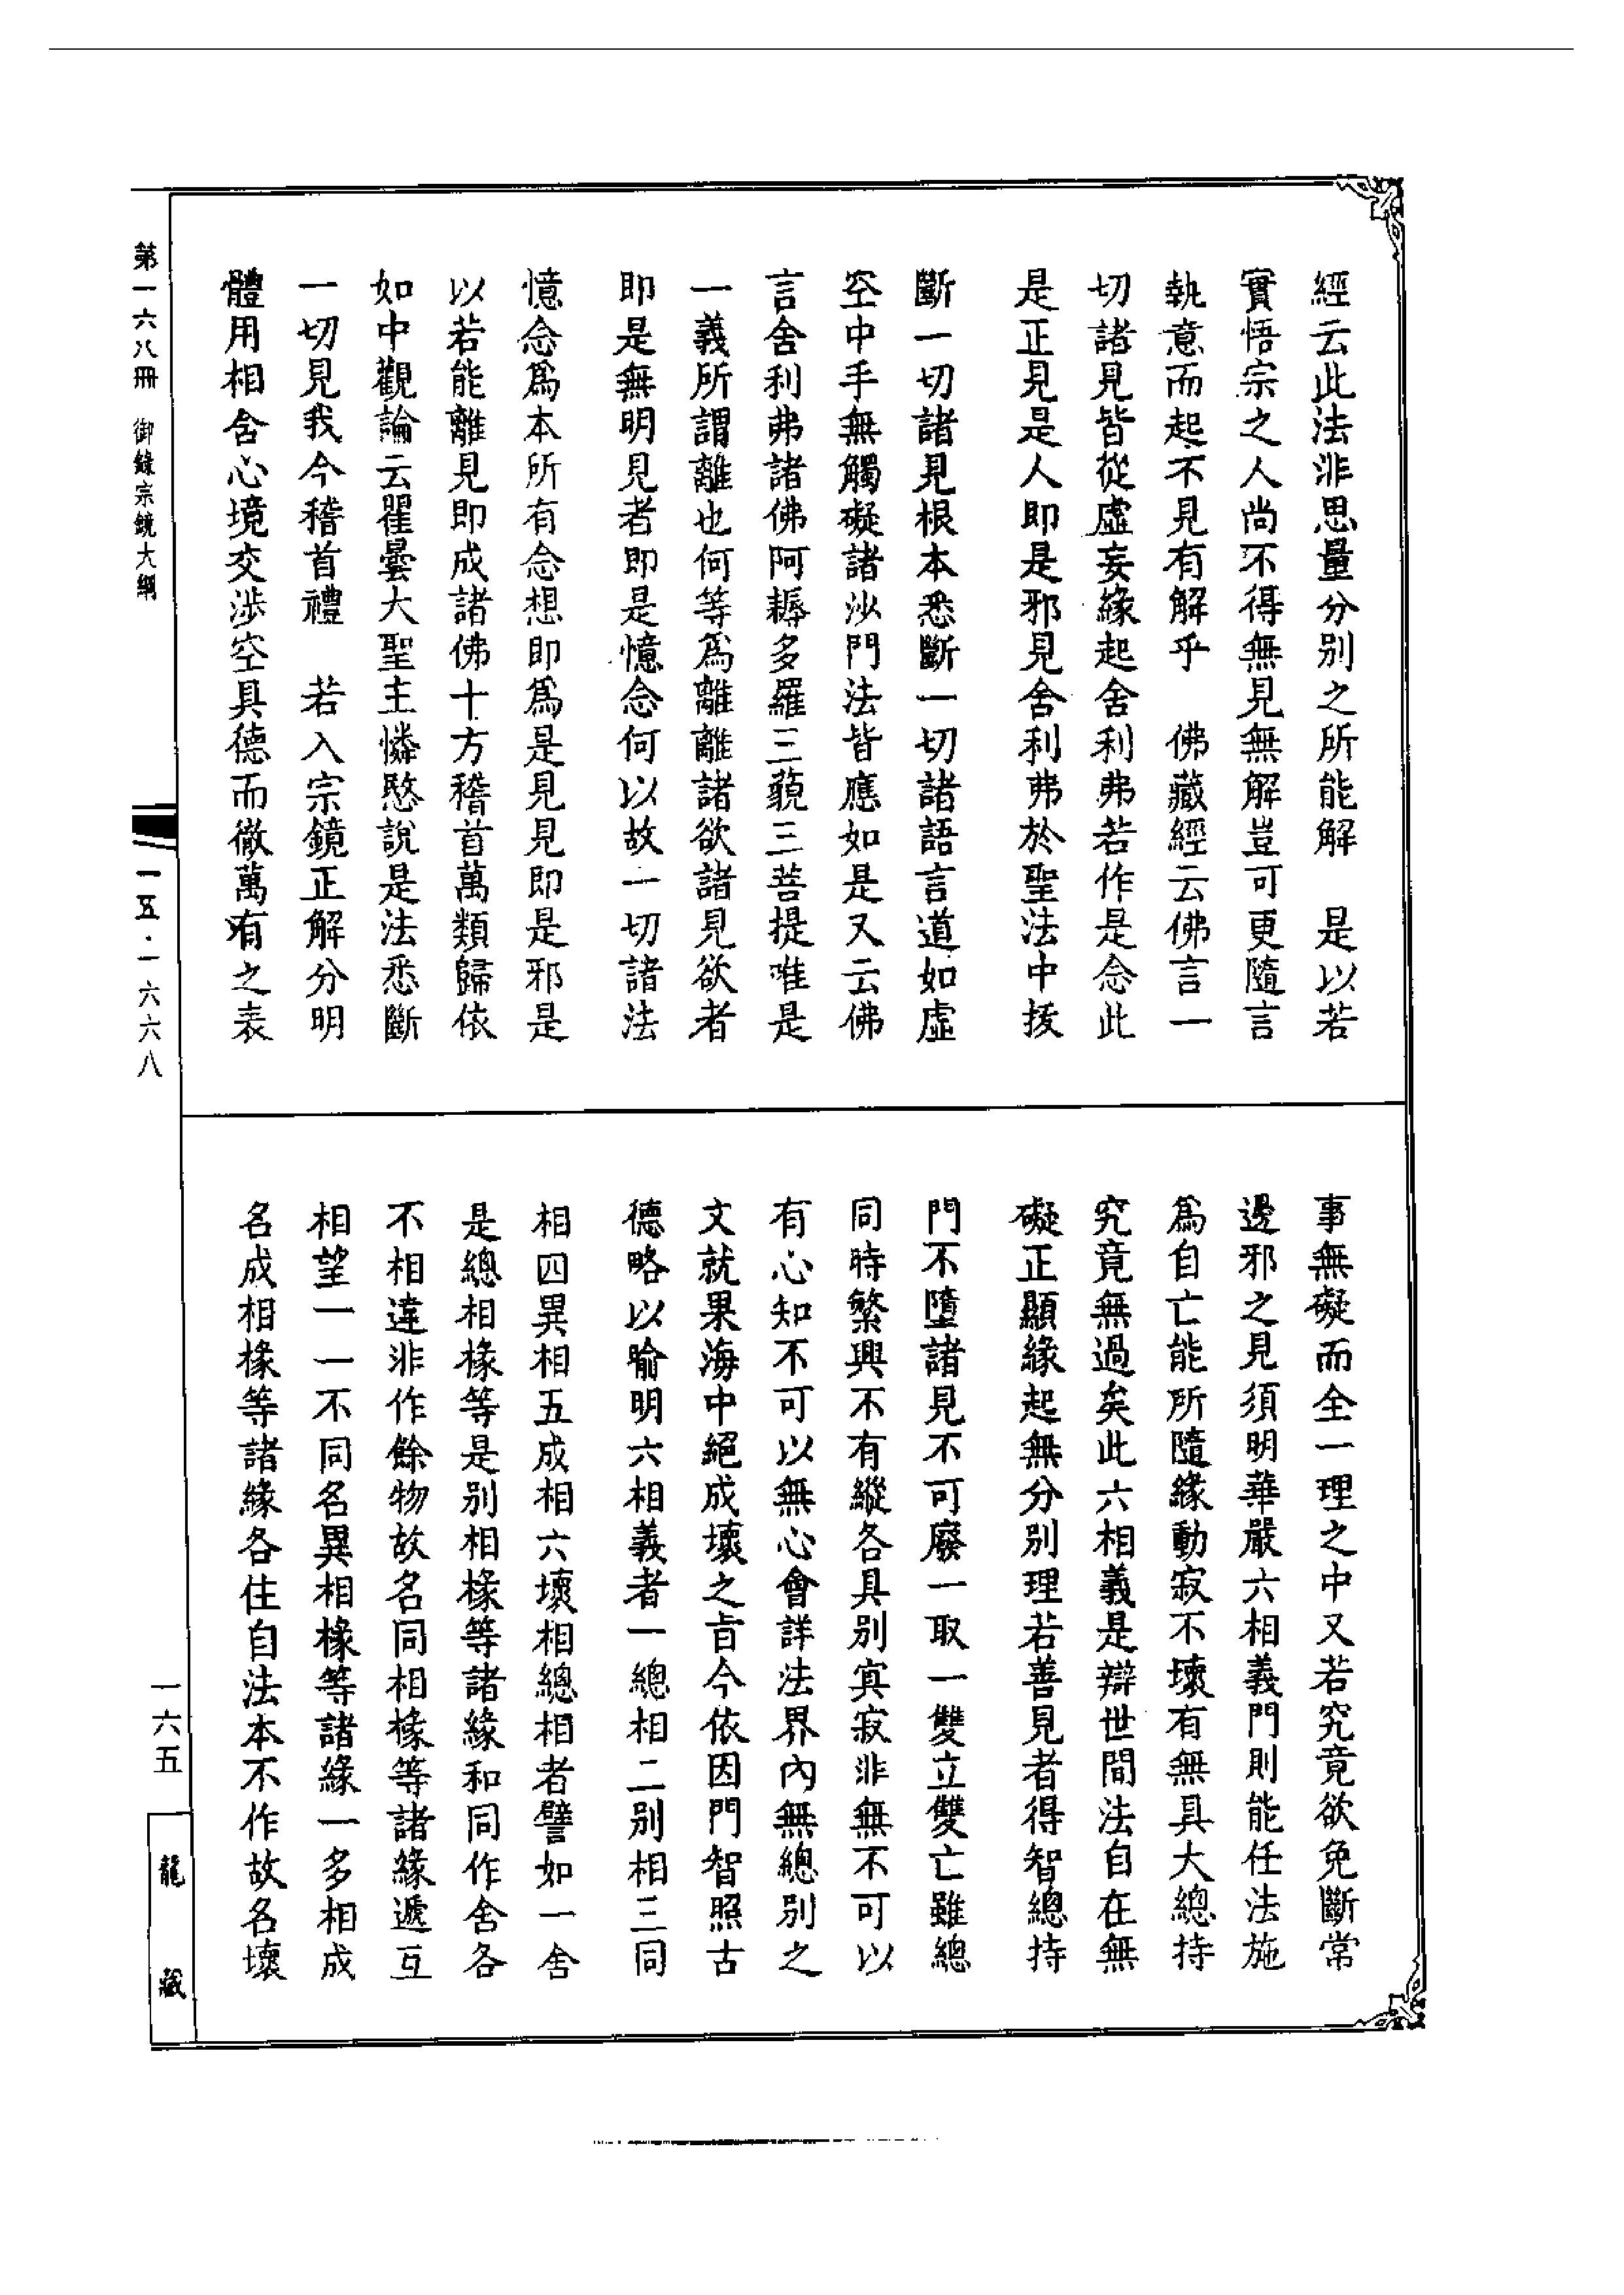 經云此法非思量分別之所能解　是以若
實悟宗之人尚不得無見無解豈可更隨言
執意而起不見有解乎　佛藏經云佛言一
切諸見皆從虛妄緣起舍利弗若作是念此
是正見是人即是邪見舍利弗於聖法中拔
斷一切諸見根本悉斷一切諸語言道如虛
空中手無觸礙諸沙門法皆應如是又云佛
言舍利弗諸佛阿耨多羅三藐三菩提唯是
一義所謂離也何等爲離離諸欲諸見欲者
即是無明見者即是憶念何以故一切諸法
憶念爲本所有念想即爲是見見即是邪是
以若能離見即成諸佛十方稽首萬類歸依
如中觀論云瞿曇大聖主憐愍說是法悉斷
一切見我今稽首禮　若入宗鏡正解分明
體用相含心境交涉空具德而徹萬有之表
事無礙而全一理之中又若究竟欲免斷常
邊邪之見須明華嚴六相義門則能任法施
爲自亡能所隨緣動寂不壞有無具大總持
究竟無過矣此六相義是辯世間法自在無
礙正顯緣起無分別理若善見者得智總持
門不墮諸見不可廢一取一雙立雙亡雖總
同時繁興不有縱各具別寞寂非無不可以
有心知不可以無心會詳法界內無總別之
文就果海中絕成壞之旨今依因門智照古
德略以喻明六相義者一總相二別相三同
相四異相五成相六壞相總相者譬如一舍
是總相椽等是別相椽等諸緣和同作舍各
不相違非作餘物故名同相椽等諸緣遞互
相望一一不同名異相椽等諸緣一多相成
名成相椽等諸緣各住自法本不作故名壞
第一六八冊　御錄宗鏡大綱
一五·一六六八
一六五
龍藏